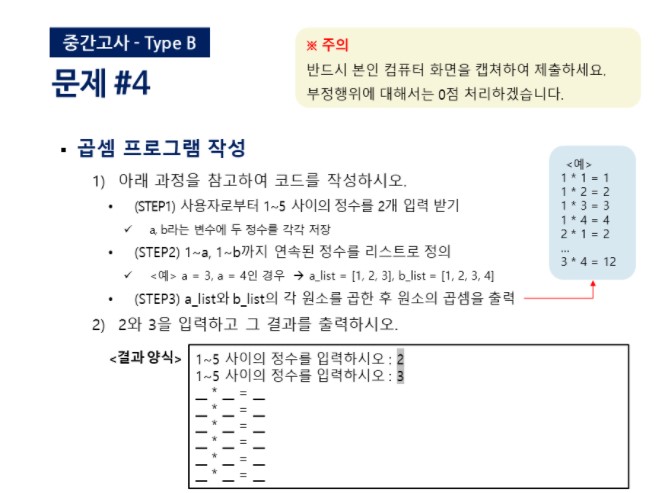 중간고사 - Type B
문제 #4
※ 주의
반드시 본인 컴퓨터 화면을 캡쳐하여 제출하세요.
부정행위에 대해서는 0점 처리하겠습니다.
▪ 곱셈 프로그램 작성
1) 아래 과정을 참고하여 코드를 작성하시오.
• (STEP1) 사용자로부터 1~5 사이의 정수를 2개 입력 받기
✓ a, b라는 변수에 두 정수를 각각 저장
• (STEP2) 1~a, 1~b까지 연속된 정수를 리스트로 정의
✓ <예> a = 3, a = 4인 경우 → a_list = [1, 2, 3], b_list = [1, 2, 3, 4]
• (STEP3) a_list와 b_list의 각 원소를 곱한 후 원소의 곱셈을 출력
<예>
1 * 1 = 1
1 * 2 = 2
1 * 3 = 3
1 * 4 = 4
2 * 1 = 2
...
3 * 4 = 12
2) 2와 3을 입력하고 그 결과를 출력하시오.
<결과 양식>
1~5 사이의 정수를 입력하시오 : 2
1~5 사이의 정수를 입력하시오 : 3
_ * _ = _
_ * _ = _
_ * _ = _
_ * _ = _
_ * _ = _
_ * _ = _